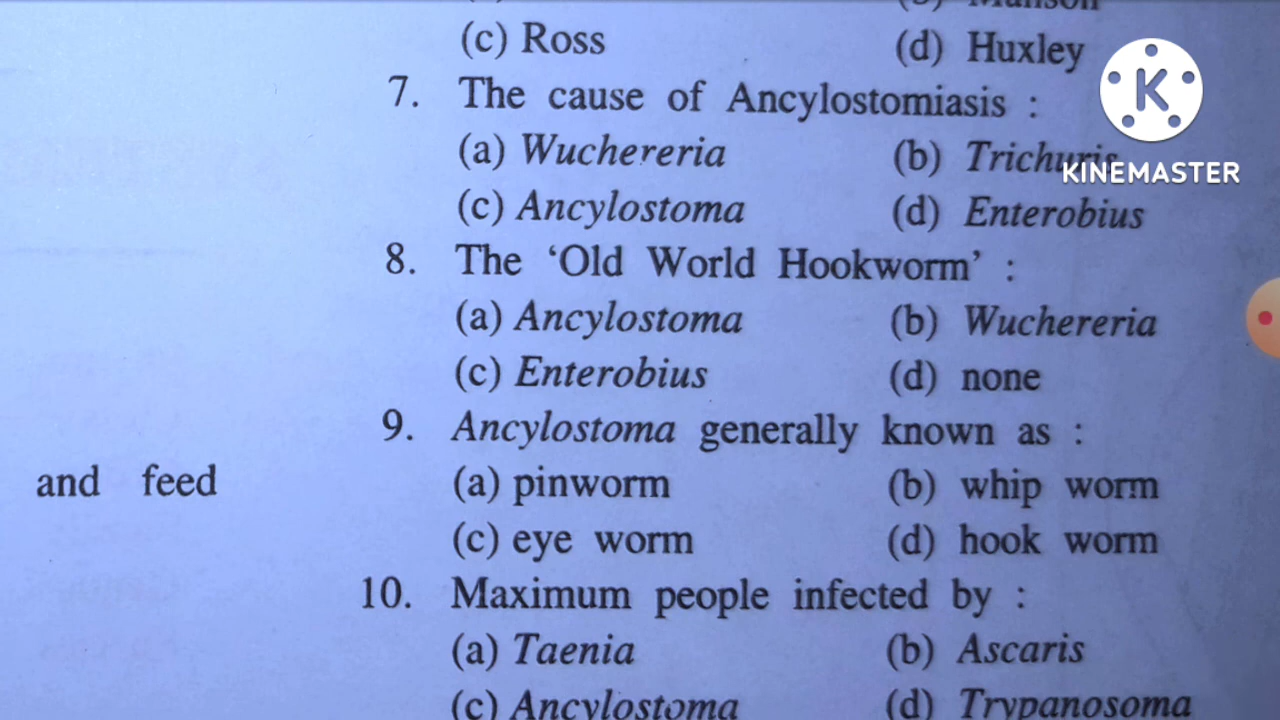 (b) Manson
(c) Ross (d) Huxley
7. The cause of Ancylostomiasis :
(a) Wuchereria (b) Trichuris
(c) Ancylostoma (d) Enterobius
8. The ‘Old World Hookworm’ :
(a) Ancylostoma (b) Wuchereria
(c) Enterobius (d) none
9. Ancylostoma generally known as :
and feed (a) pinworm (b) whip worm
(c) eye worm (d) hook worm
10. Maximum people infected by :
(a) Taenia (b) Ascaris
(c) Ancylostoma (d) Trypanosoma
K
KINEMASTER